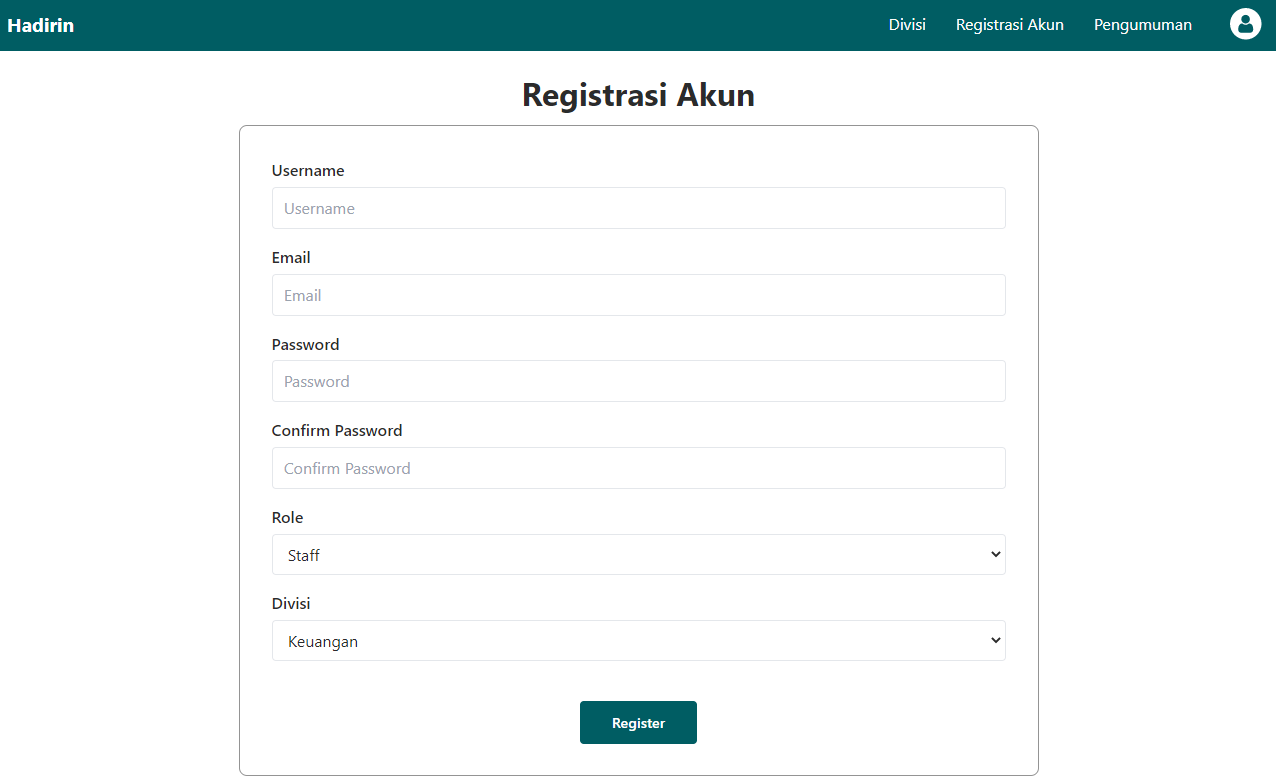 Hadirin
Divisi
Registrasi Akun
Pengumuman
Registrasi Akun
Username
Username
Email
Email
Password
Password
Confirm Password
Confirm Password
Role
Staff
Divisi
Keuangan
Register